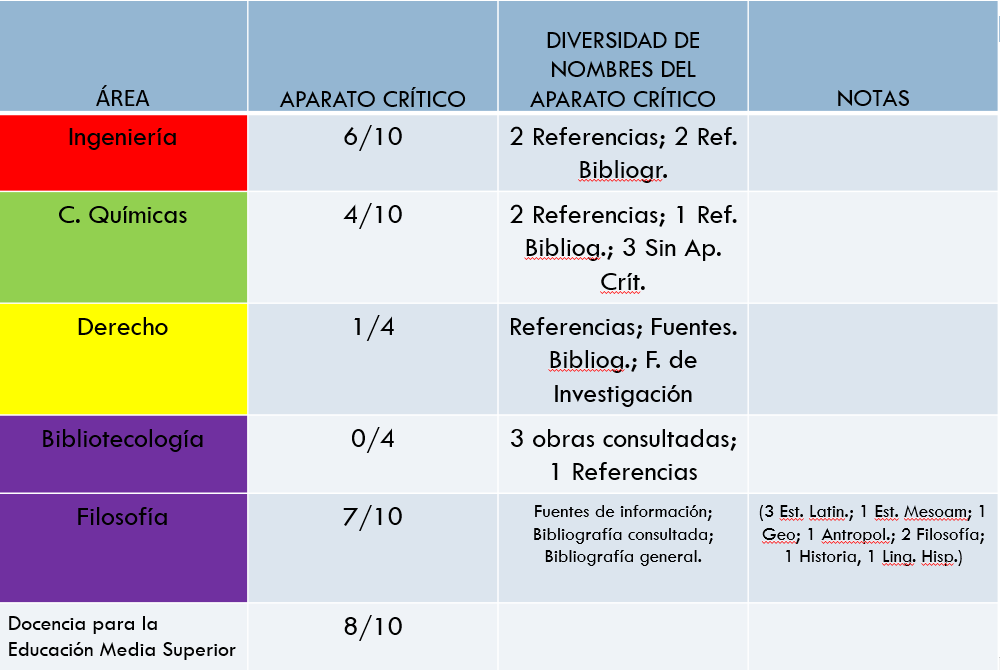 ÁREA
APARATO CRÍTICO
DIVERSIDAD DE
NOMBRES DEL
APARATO CRÍTICO
NOTAS
Ingeniería
6/10
2 Referencias; 2 Ref.
Bibliogr.
C. Químicas
4/10
2 Referencias; 1 Ref.
Bibliog.; 3 Sin Ap.
Crít.
Derecho
1/4
Referencias; Fuentes.
Bibliog.; F. de
Investigación
Bibliotecología
0/4
3 obras consultadas;
1 Referencias
Filosofía
7/10
Fuentes de información;
Bibliografía consultada;
Bibliografía general.
(3 Est. Latin.; 1 Est. Mesoam; 1
Geo; 1 Antropol.; 2 Filosofía;
1 Historia, 1 Ling. Hisp.)
Docencia para la
Educación Media Superior
8/10